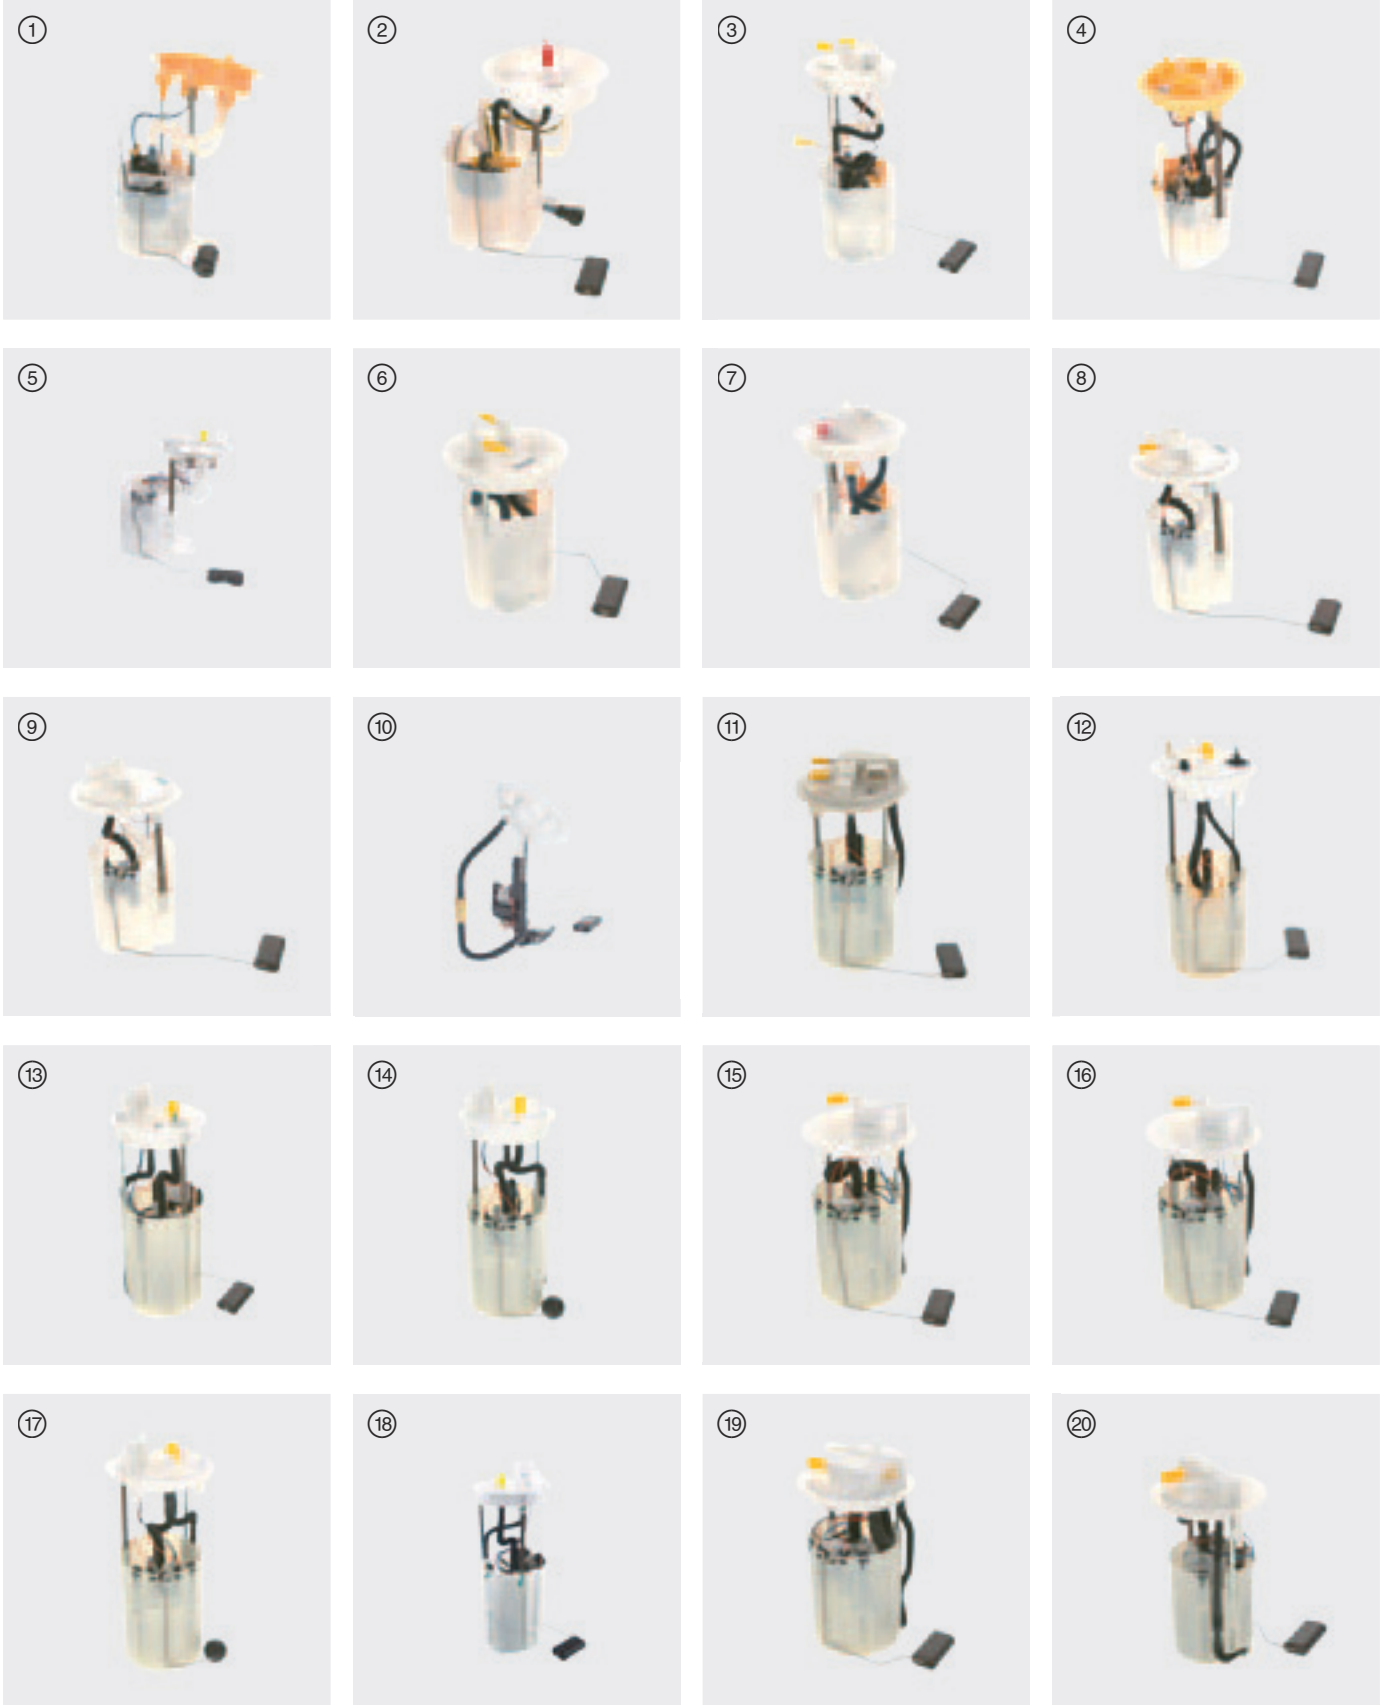 ① ② ③ ④
⑤ ⑥ ⑦ ⑧
⑨ ⑩ ⑪ ⑫
⑬ ⑭ ⑮ ⑯
⑰ ⑱ ⑲ ⑳